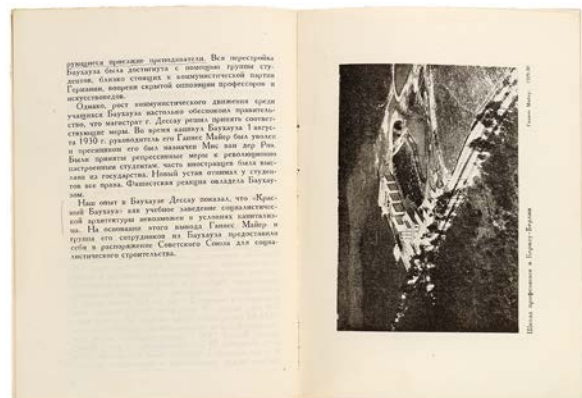 рующиеся приезжие преподаватели. Вся перестройка
Баухауза была достигнута с помощью группы сту-
дентов, близко стоящих к коммунистической партии
Германии, вопреки скрытой оппозиции профессоров и
искусствоведов.
Однако, рост коммунистического движения среди
учащихся Баухауза настолько обеспокоил правитель-
ство, что магистрат г. Дессау решил принять соответ-
ствующие меры. Во время каникул Баухауза 1 авгус-
та 1930 г. руководитель его Ганнес Майер был уволен
и преемником его был назначен Мис ван дер Роэ.
Были приняты репрессивные меры к революционно
настроенным студентам, часть иностранцев была выс-
лана из государства. Новый устав отнимал у студен-
тов все права. Фашистская реакция овладела Баухау-
зом.
Наш опыт в Баухаузе Дессау показал, что «Крас-
ный Баухауз» как учебное заведение социалистичес-
кой архитектуры невозможен в условиях капитализ-
ма. На основании этого вывода Ганнес Майер и
группа его сотрудников из Баухауза предоставила
себя в распоряжение Советского Союза для социа-
листического строительства.
Ганнес Майер.
Школа профсоюзов в Бернау-Берлин